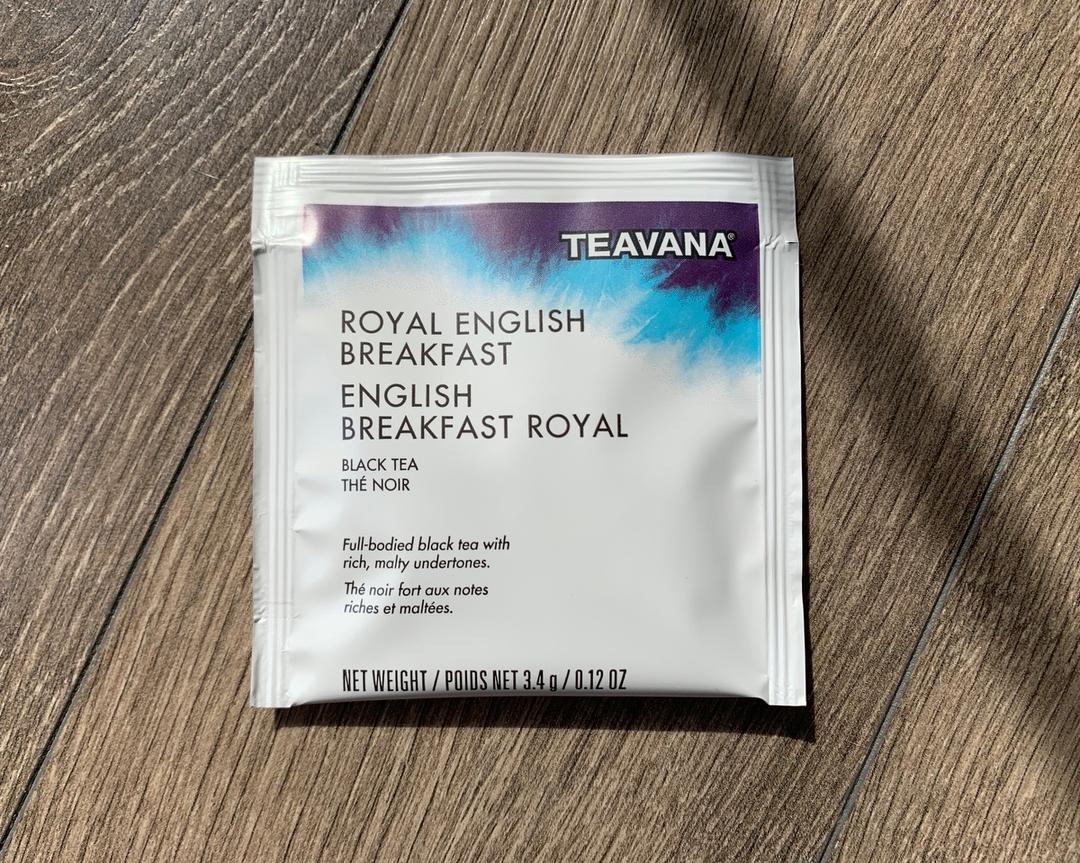 TEAVANA®
ROYAL ENGLISH
BREAKFAST
ENGLISH
BREAKFAST ROYAL
BLACK TEA
THÉ NOIR
Full-bodied black tea with
rich, malty undertones.
Thé noir fort aux notes
riches et maltées.
NET WEIGHT / POIDS NET 3.4 g / 0.12 OZ